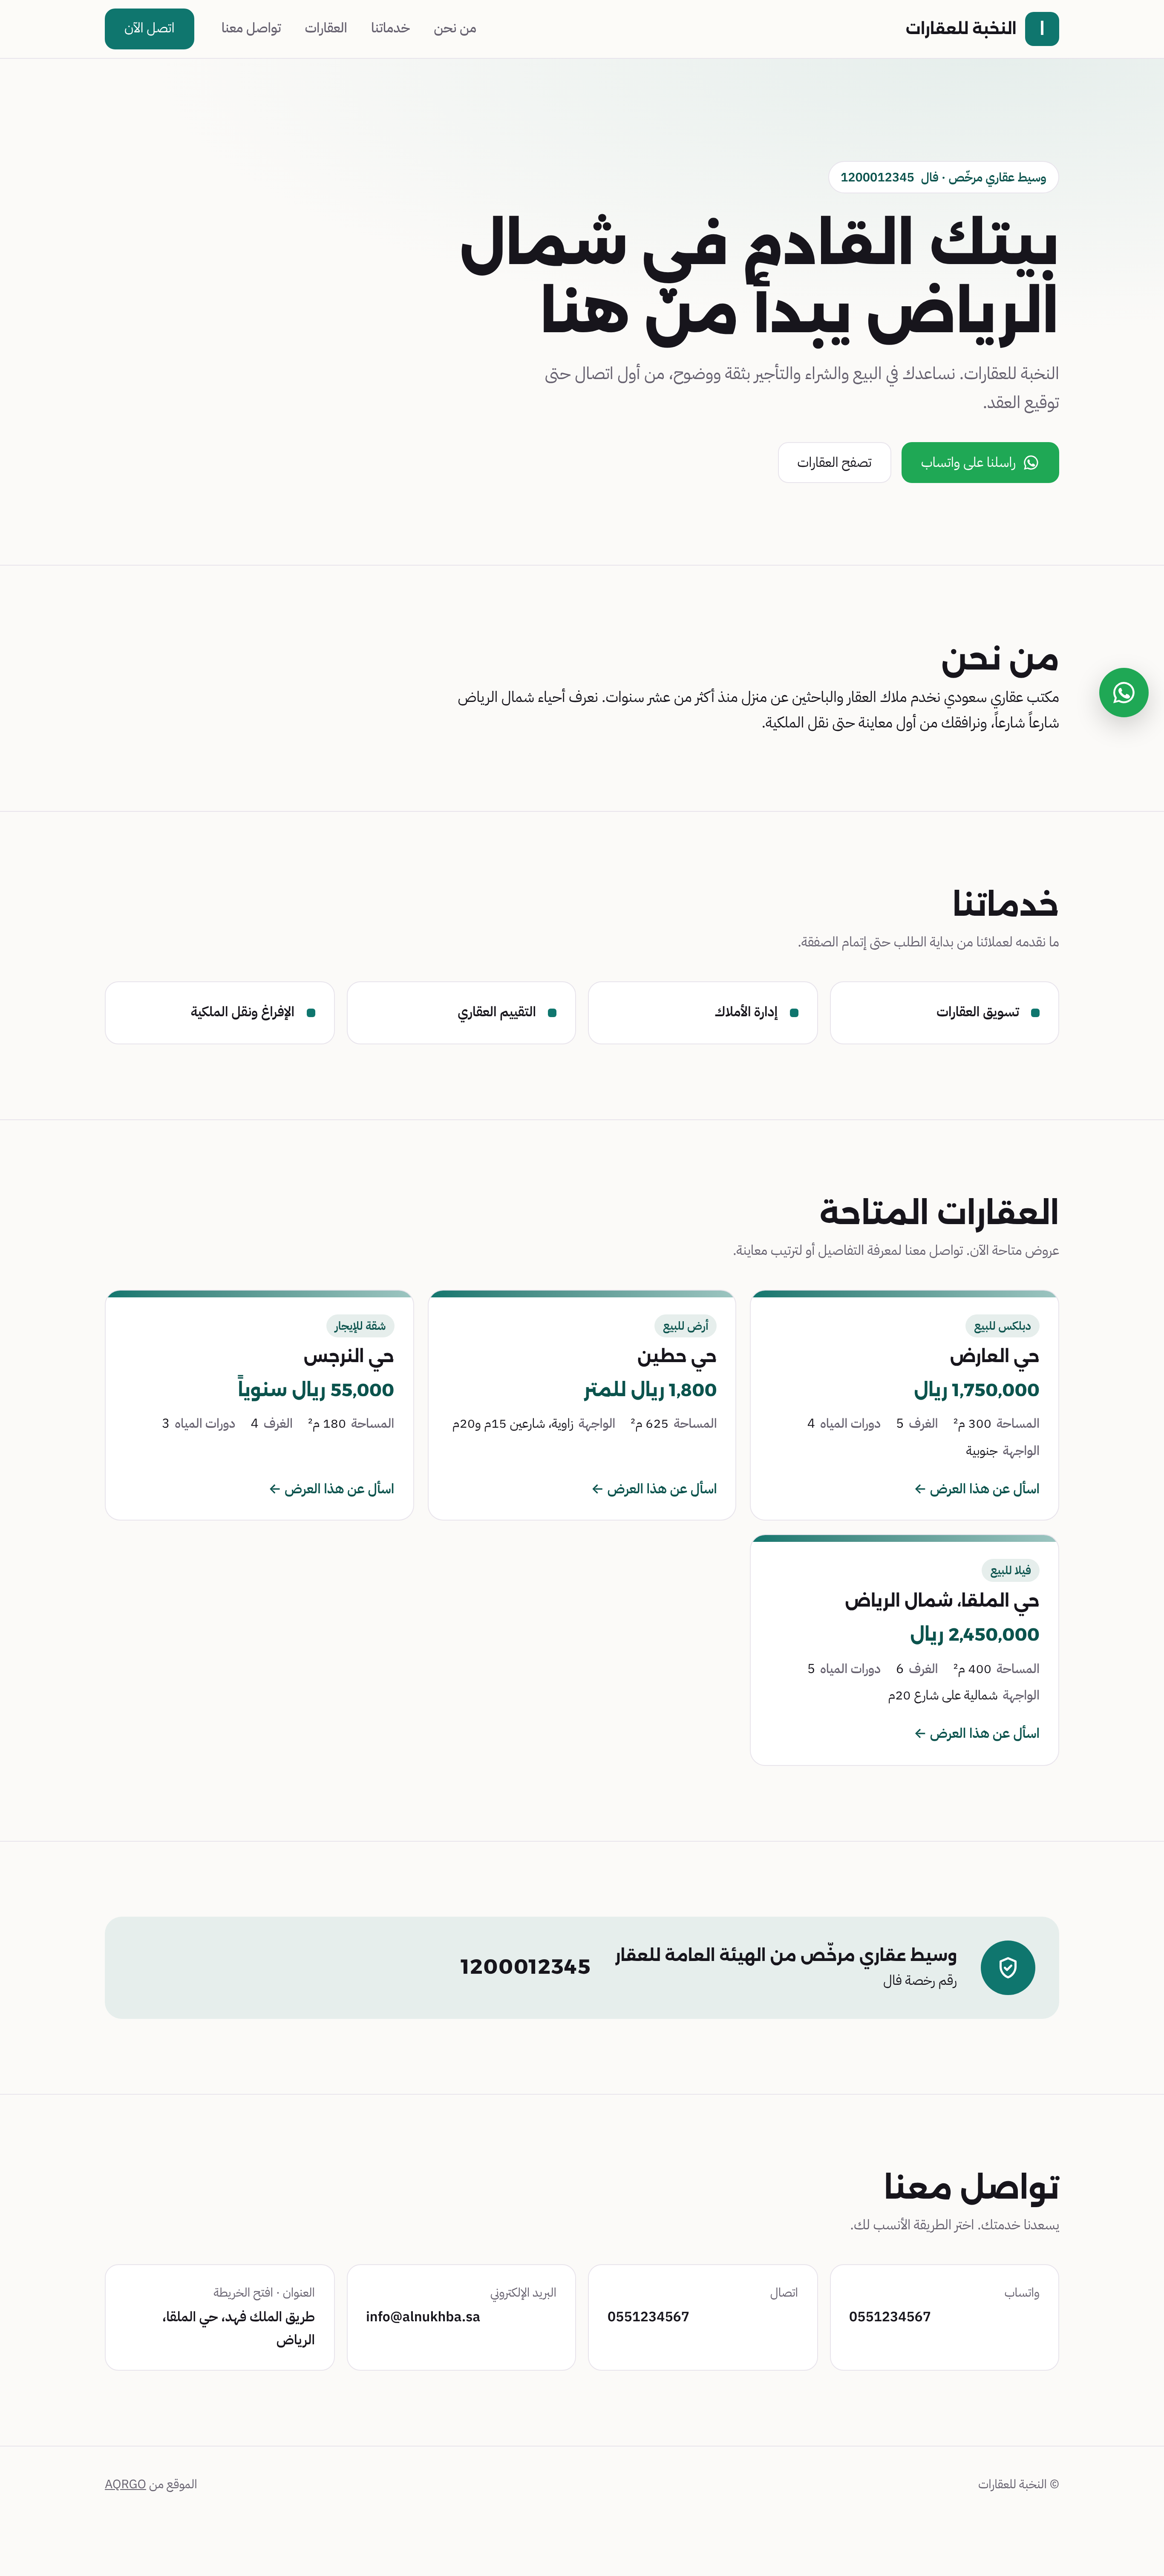 ا
النخبة للعقارات
من نحن
خدماتنا
العقارات
تواصل معنا
اتصل الآن
وسيط عقاري مرخّص · فال 1200012345
بيتك القادم في شمال
الرياض يبدأ من هنا
النخبة للعقارات. نساعدك في البيع والشراء والتأجير بثقة ووضوح، من أول اتصال حتى
توقيع العقد.
راسلنا على واتساب
تصفح العقارات
من نحن
مكتب عقاري سعودي نخدم ملاك العقار والباحثين عن منزل منذ أكثر من عشر سنوات. نعرف أحياء شمال الرياض
شارعاً شارعاً، ونرافقك من أول معاينة حتى نقل الملكية.
خدماتنا
ما نقدمه لعملائنا من بداية الطلب حتى إتمام الصفقة.
تسويق العقارات
إدارة الأملاك
التقييم العقاري
الإفراغ ونقل الملكية
العقارات المتاحة
عروض متاحة الآن. تواصل معنا لمعرفة التفاصيل أو لترتيب معاينة.
دبلكس للبيع
حي العارض
1,750,000 ريال
المساحة 300 م² الغرف 5 دورات المياه 4
الواجهة جنوبية
اسأل عن هذا العرض ←
أرض للبيع
حي حطين
1,800 ريال للمتر
المساحة 625 م² الواجهة زاوية، شارعين 15م و20م
اسأل عن هذا العرض ←
شقة للإيجار
حي النرجس
55,000 ريال سنوياً
المساحة 180 م² الغرف 4 دورات المياه 3
اسأل عن هذا العرض ←
فيلا للبيع
حي الملقا، شمال الرياض
2,450,000 ريال
المساحة 400 م² الغرف 6 دورات المياه 5
الواجهة شمالية على شارع 20م
اسأل عن هذا العرض ←
وسيط عقاري مرخّص من الهيئة العامة للعقار
رقم رخصة فال
1200012345
تواصل معنا
يسعدنا خدمتك. اختر الطريقة الأنسب لك.
واتساب
0551234567
اتصال
0551234567
البريد الإلكتروني
info@alnukhba.sa
العنوان · افتح الخريطة
طريق الملك فهد، حي الملقا،
الرياض
© النخبة للعقارات
الموقع من AQRGO